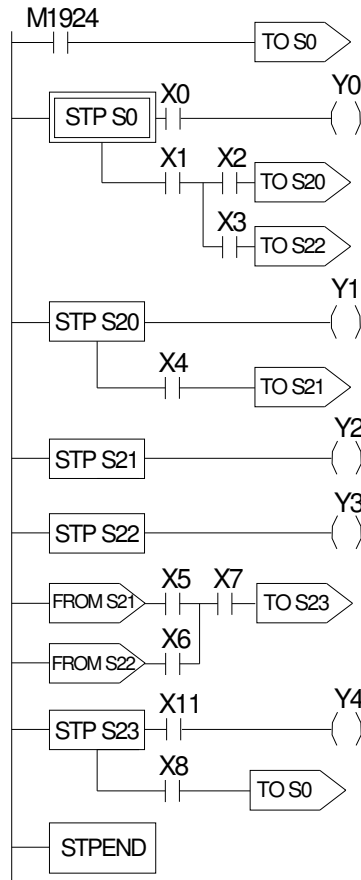 M1924
TO S0
X0 Y0
STP S0
X1 X2
TO S20
X3
TO S22
Y1
STP S20
X4
TO S21
Y2
STP S21
Y3
STP S22
X5 X7
FROM S21 TO S23
X6
FROM S22
X11 Y4
STP S23
X8
TO S0
STPEND